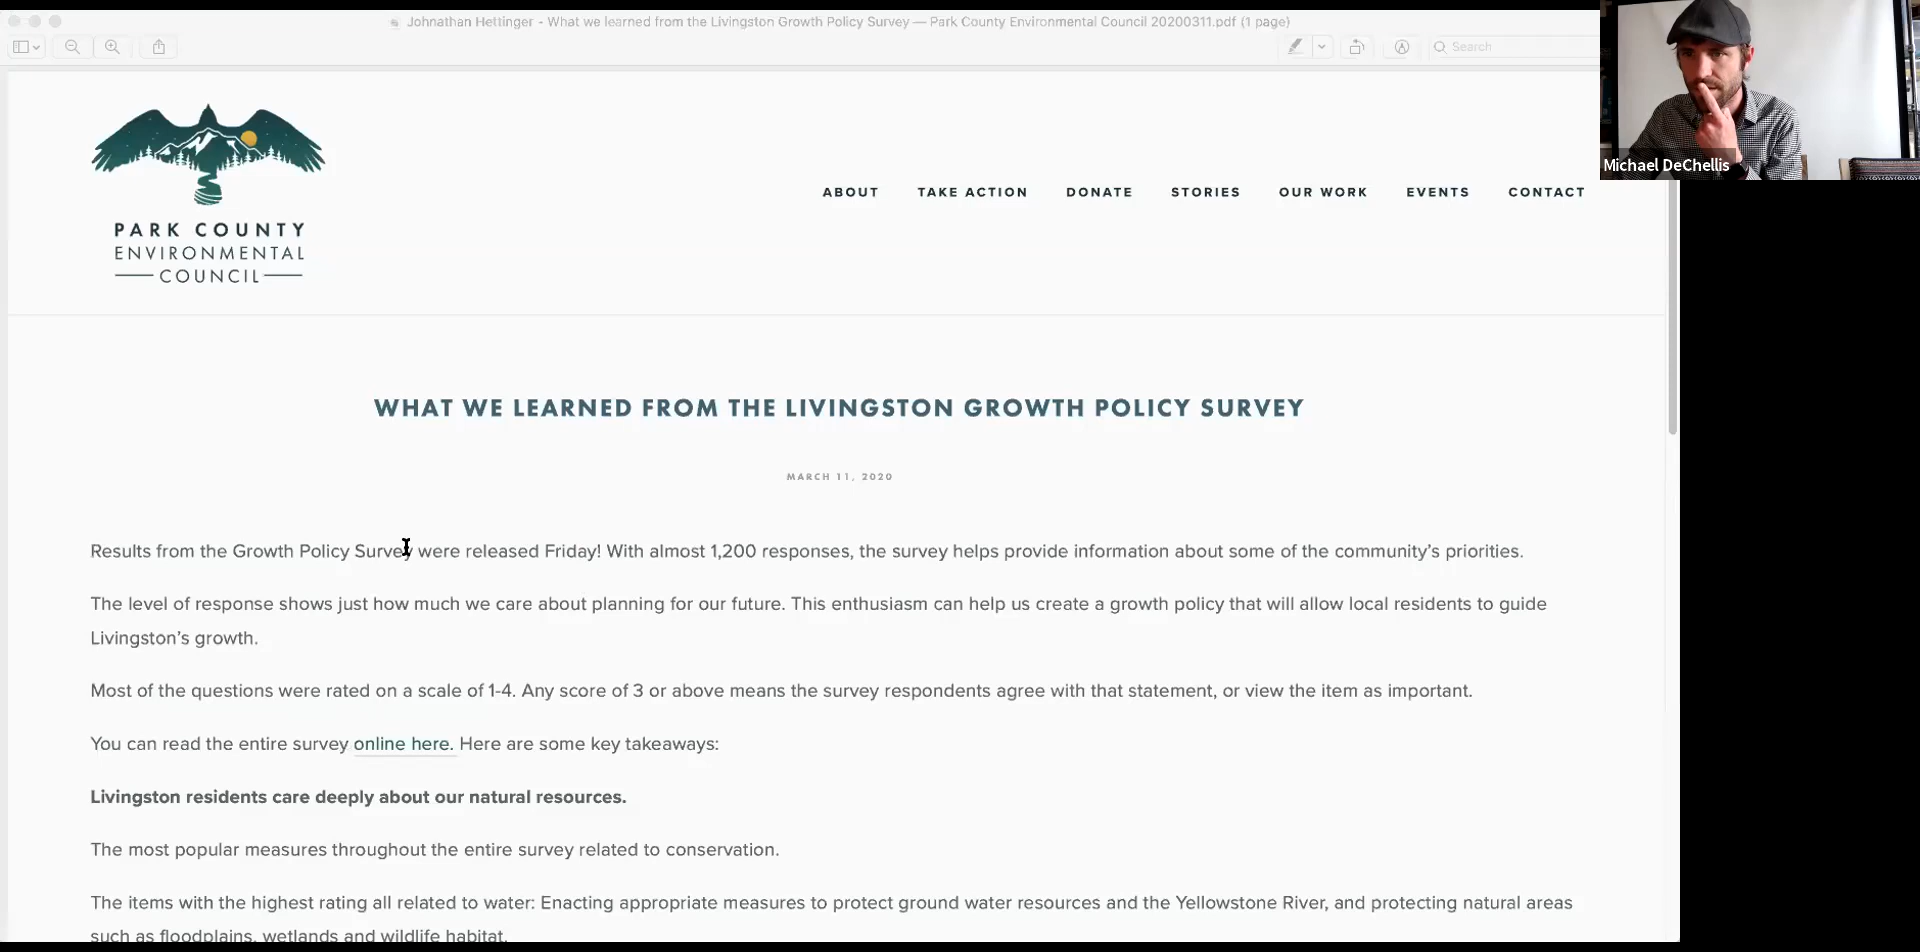 Johnathan Hettinger - What we learned from the Livingston Growth Policy Survey — Park County Environmental Council 20200311.pdf (1 page)
Search
Michael DeChellis
PARK COUNTY
ENVIRONMENTAL
COUNCIL
ABOUT TAKE ACTION DONATE STORIES OUR WORK EVENTS CONTACT
WHAT WE LEARNED FROM THE LIVINGSTON GROWTH POLICY SURVEY
MARCH 11, 2020
Results from the Growth Policy Survey were released Friday! With almost 1,200 responses, the survey helps provide information about some of the community’s priorities.
The level of response shows just how much we care about planning for our future. This enthusiasm can help us create a growth policy that will allow local residents to guide
Livingston’s growth.
Most of the questions were rated on a scale of 1-4. Any score of 3 or above means the survey respondents agree with that statement, or view the item as important.
You can read the entire survey online here. Here are some key takeaways:
Livingston residents care deeply about our natural resources.
The most popular measures throughout the entire survey related to conservation.
The items with the highest rating all related to water: Enacting appropriate measures to protect ground water resources and the Yellowstone River, and protecting natural areas
such as floodplains, wetlands and wildlife habitat.